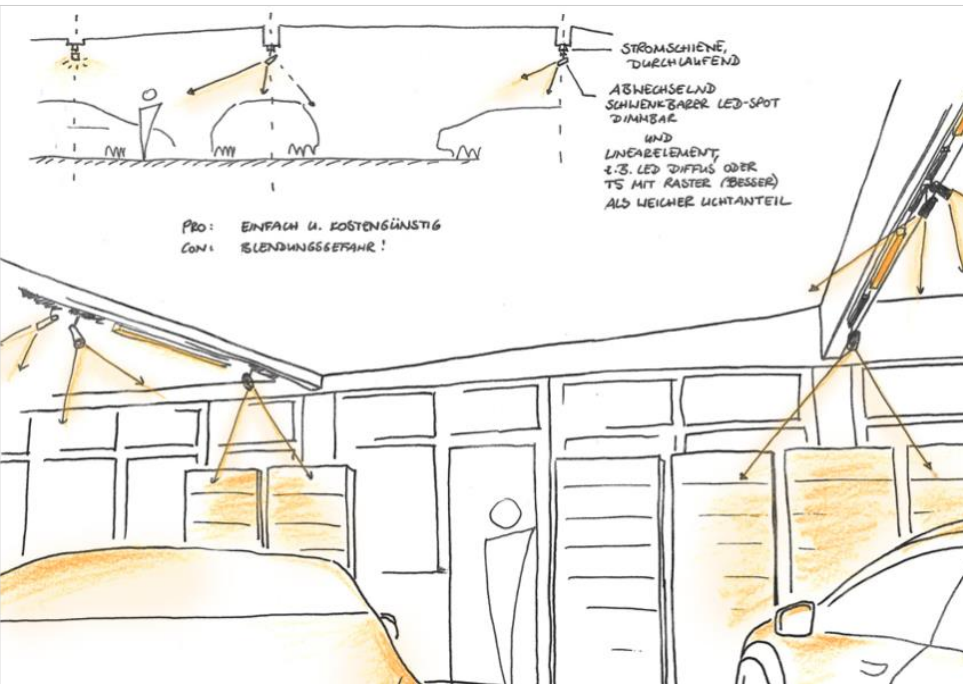 STROMSCHIENE,
DURCHLAUFEND
ABWECHSELND
SCHWENKBARER LED-SPOT
DIMMBAR
UND
LINEARELEMENT,
Z.B. LED DIFFUS ODER
T5 MIT RASTER (BESSER)
ALS WEICHER LICHTANTEIL
PRO: EINFACH U. KOSTENGÜNSTIG
CON: BLENDUNGSGEFAHR!